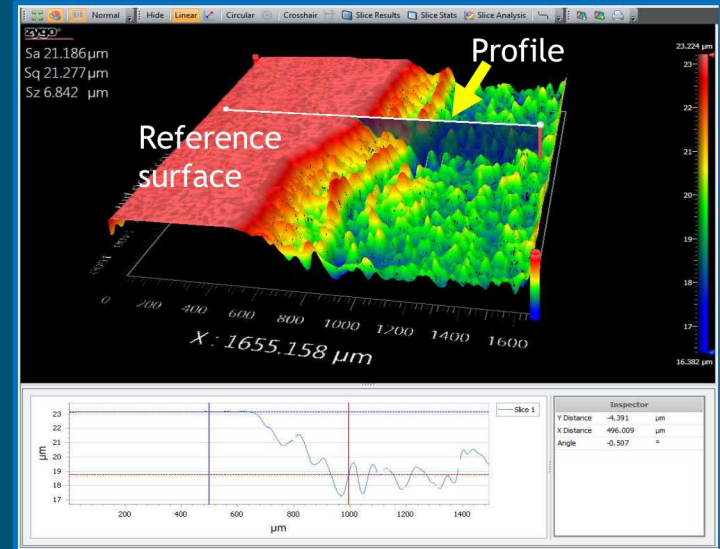 Normal Hide Linear Circular Crosshair Slice Results Slice Stats Slice Analysis
zygo
Sa 21.186 µm
Sq 21.277 µm
Sz 6.842 µm
Profile
Reference
surface
23.224 µm
23
22
21
20
19
18
17
16.382 µm
0 200 400 600 800 1000 1200 1400 1600
X : 1655.158 µm
Slice 1
23
22
21
20
19
18
17
µm
200 400 600 800 1000 1200 1400
µm
Inspector
Y Distance -4.391 µm
X Distance 496.009 µm
Angle -0.507 °